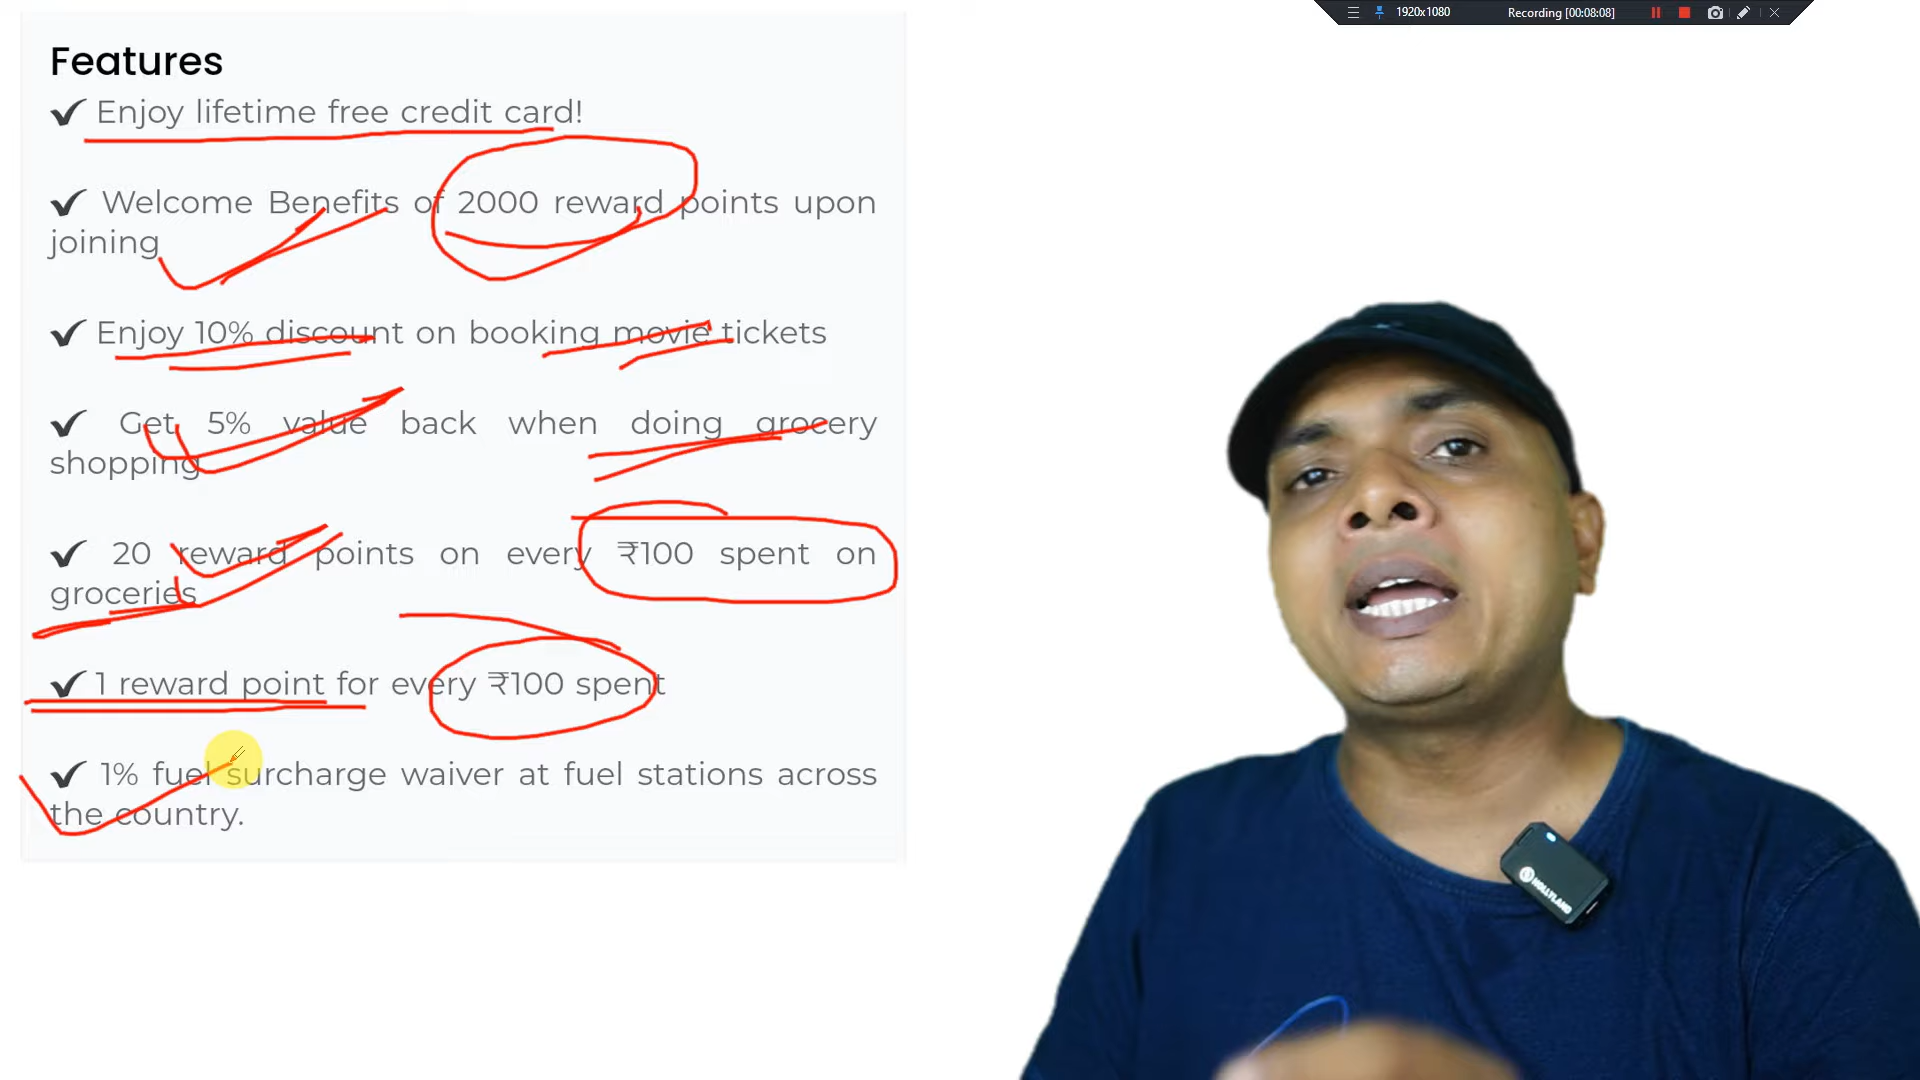 1920x1080
Recording [00:08:08]
Features
Enjoy lifetime free credit card!
Welcome Benefits of 2000 reward points upon
joining
Enjoy 10% discount on booking movie tickets
Get 5% value back when doing grocery
shopping
20 reward points on every ₹100 spent on
groceries
1 reward point for every ₹100 spent
1% fuel surcharge waiver at fuel stations across
the country.
HOLLYLAND